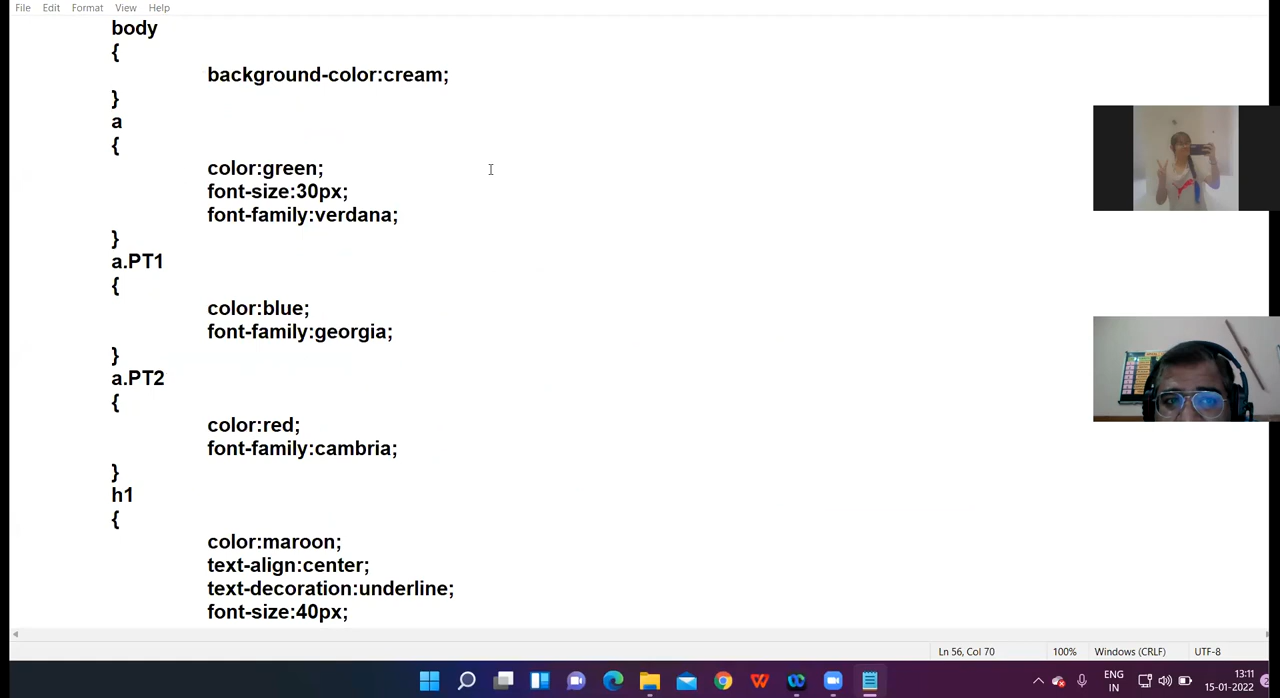 File Edit Format View Help
body
{
background-color:cream;
}
a
{
color:green;
font-size:30px;
font-family:verdana;
}
a.PT1
{
color:blue;
font-family:georgia;
}
a.PT2
{
color:red;
font-family:cambria;
}
h1
{
color:maroon;
text-align:center;
text-decoration:underline;
font-size:40px;
Ln 56, Col 70 100% Windows (CRLF) UTF-8
ENG 13:11
IN 15-01-2022